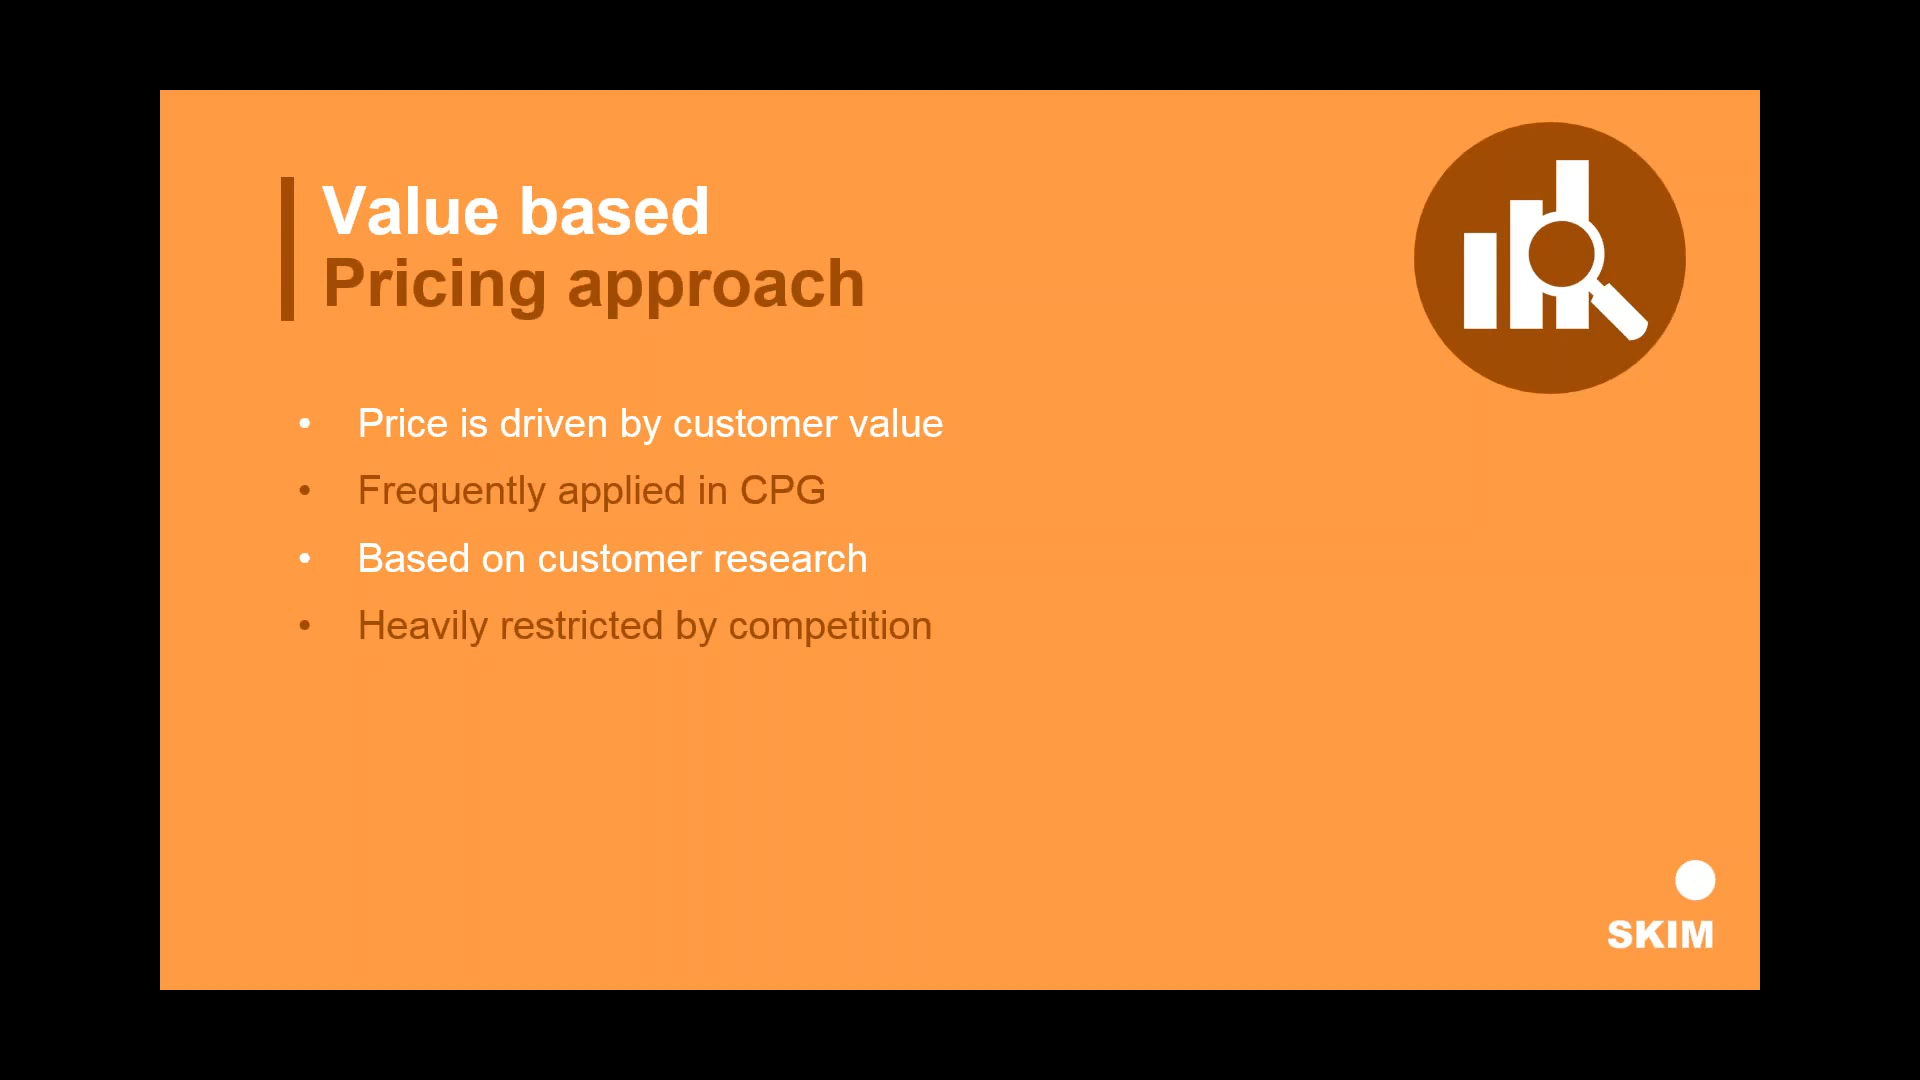 Value based
Pricing approach
• Price is driven by customer value
• Frequently applied in CPG
• Based on customer research
• Heavily restricted by competition
SKIM